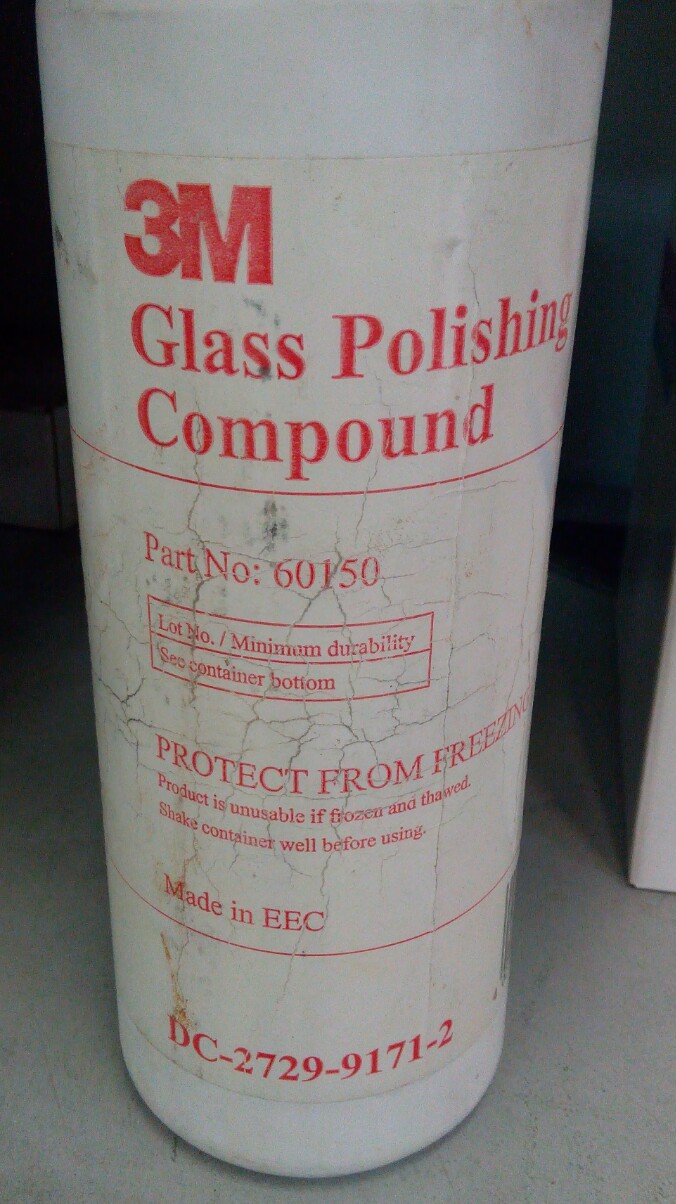 3M
Glass Polishing
Compound
Part No: 60150
Lot No. / Minimum durability
See container bottom
PROTECT FROM FREEZING
Product is unusable if frozen and thawed.
Shake container well before using.
Made in EEC
DC-2729-9171-2